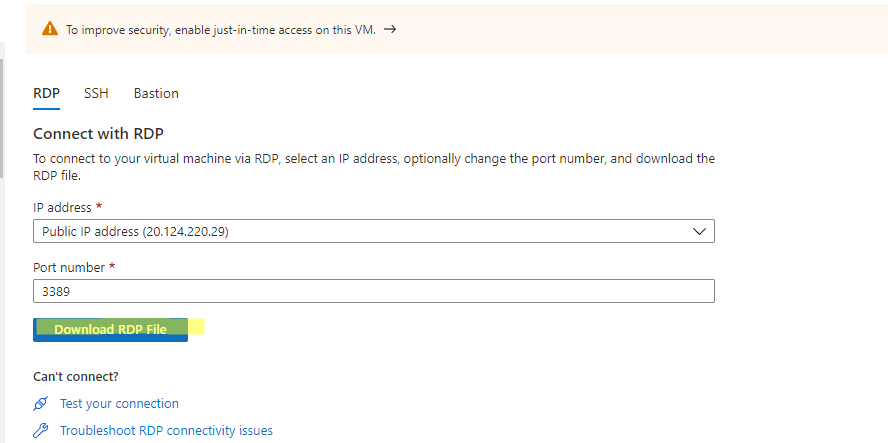 To improve security, enable just-in-time access on this VM. →
RDP SSH Bastion
Connect with RDP
To connect to your virtual machine via RDP, select an IP address, optionally change the port number, and download the
RDP file.
IP address *
Public IP address (20.124.220.29)
Port number *
3389
Download RDP File
Can't connect?
Test your connection
Troubleshoot RDP connectivity issues